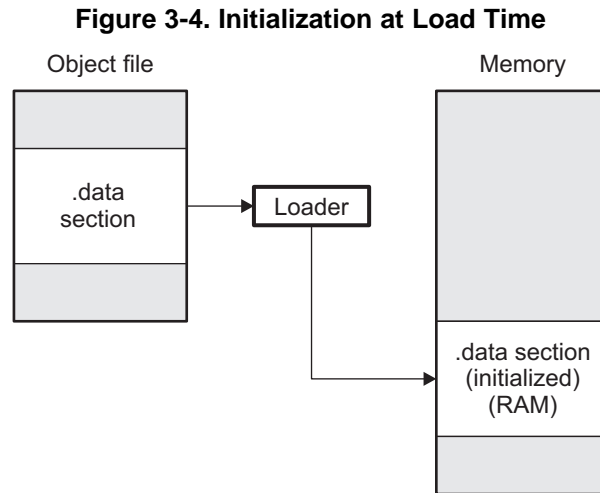 Figure 3-4. Initialization at Load Time
Object file
Memory
.data
section
Loader
.data section
(initialized)
(RAM)